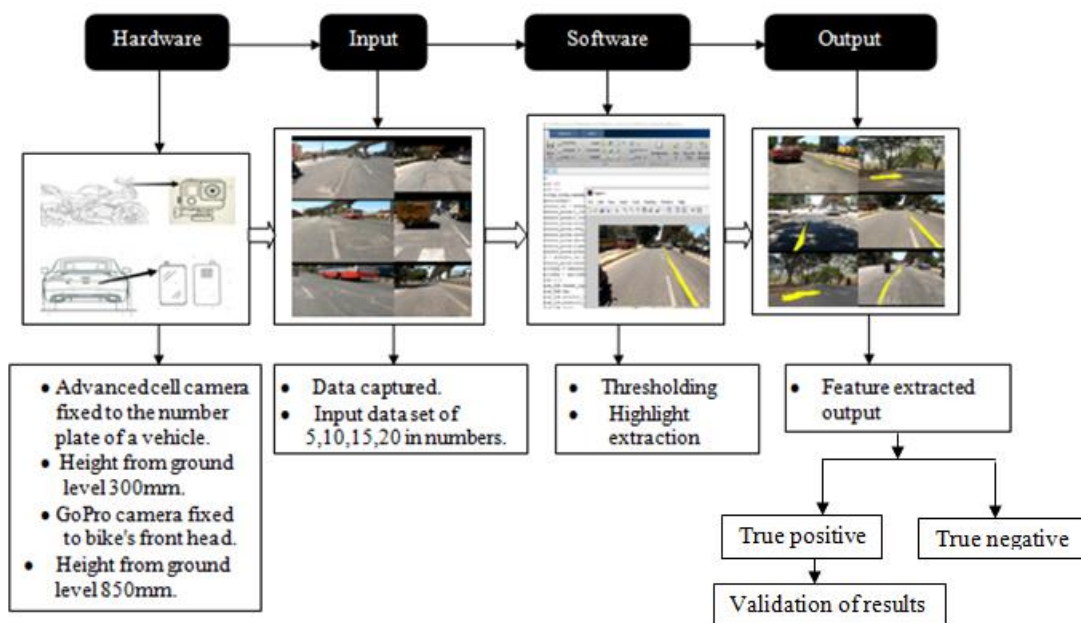 Hardware
Input
Software
Output
• Advanced cell camera
fixed to the number
plate of a vehicle.
• Height from ground
level 300mm.
• GoPro camera fixed
to bike's front head.
• Height from ground
level 850mm.
• Data captured.
• Input data set of
5,10,15,20 in numbers.
• Thresholding
• Highlight
extraction
• Feature extracted
output
True positive
True negative
Validation of results